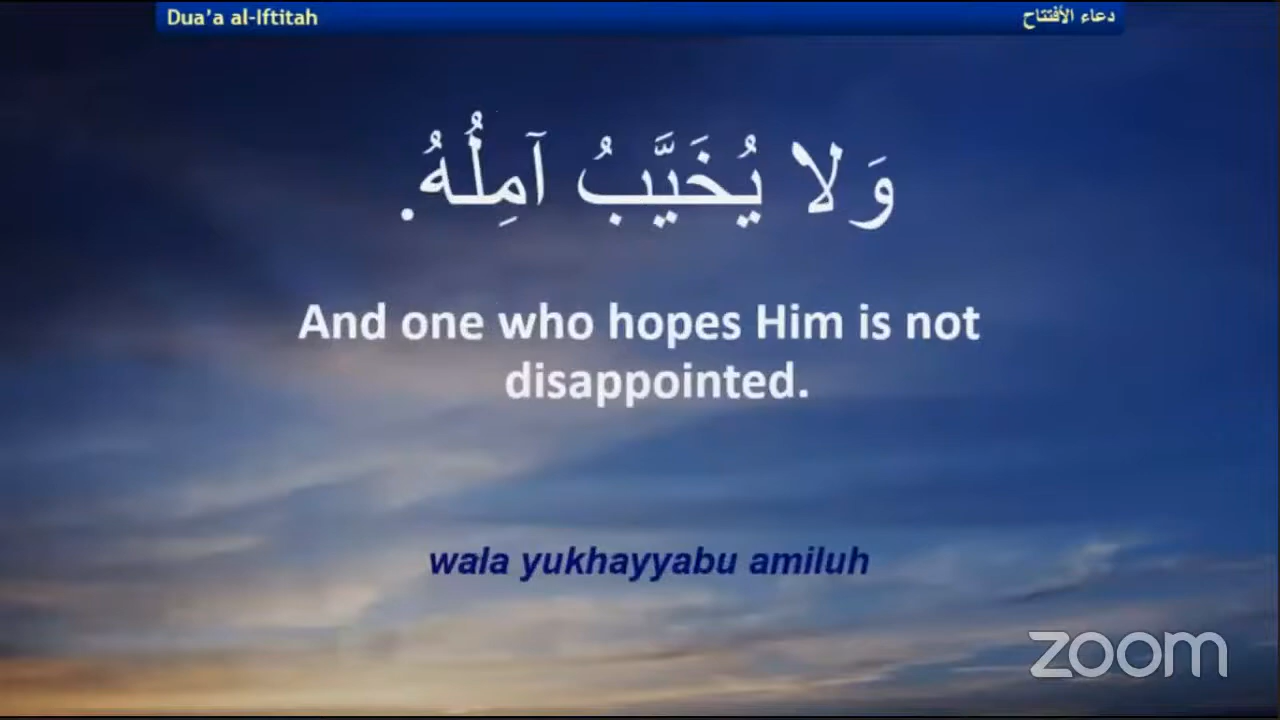 Dua'a al-Iftitah
دعاء الأفتتاح
وَلا يُخَيَّبُ آمِلُهُ.
And one who hopes Him is not
disappointed.
wala yukhayyabu amiluh
zoom